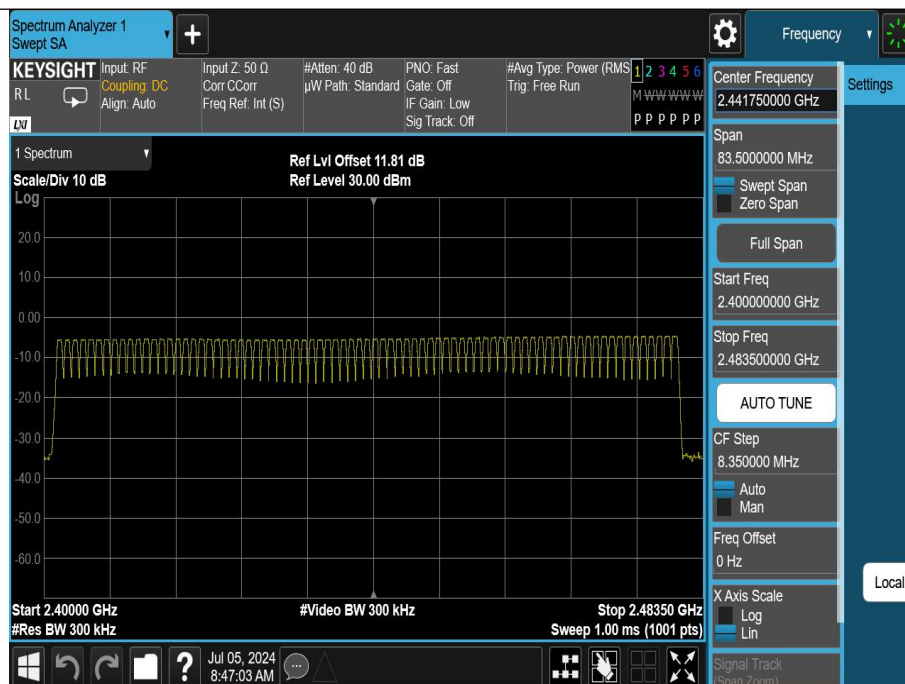 Spectrum Analyzer 1
Swept SA
+
Frequency
KEYSIGHT
RL
LXI
Input: RF
Coupling: DC
Align: Auto
Input Z: 50 Ω
Corr CCorr
Freq Ref: Int (S)
#Atten: 40 dB
µW Path: Standard
PNO: Fast
Gate: Off
IF Gain: Low
Sig Track: Off
#Avg Type: Power (RMS
Trig: Free Run
1 2 3 4 5 6
M W W W W W
P P P P P P
1 Spectrum
Scale/Div 10 dB
Log
Ref Lvl Offset 11.81 dB
Ref Level 30.00 dBm
20.0
10.0
0.00
-10.0
-20.0
-30.0
-40.0
-50.0
-60.0
Start 2.40000 GHz
#Res BW 300 kHz
#Video BW 300 kHz
Stop 2.48350 GHz
Sweep 1.00 ms (1001 pts)
Center Frequency
2.441750000 GHz
Settings
Span
83.5000000 MHz
Swept Span
Zero Span
Full Span
Start Freq
2.400000000 GHz
Stop Freq
2.483500000 GHz
AUTO TUNE
CF Step
8.350000 MHz
Auto
Man
Freq Offset
0 Hz
X Axis Scale
Log
Lin
Signal Track
(Span Zoom)
Local
?
Jul 05, 2024
8:47:03 AM